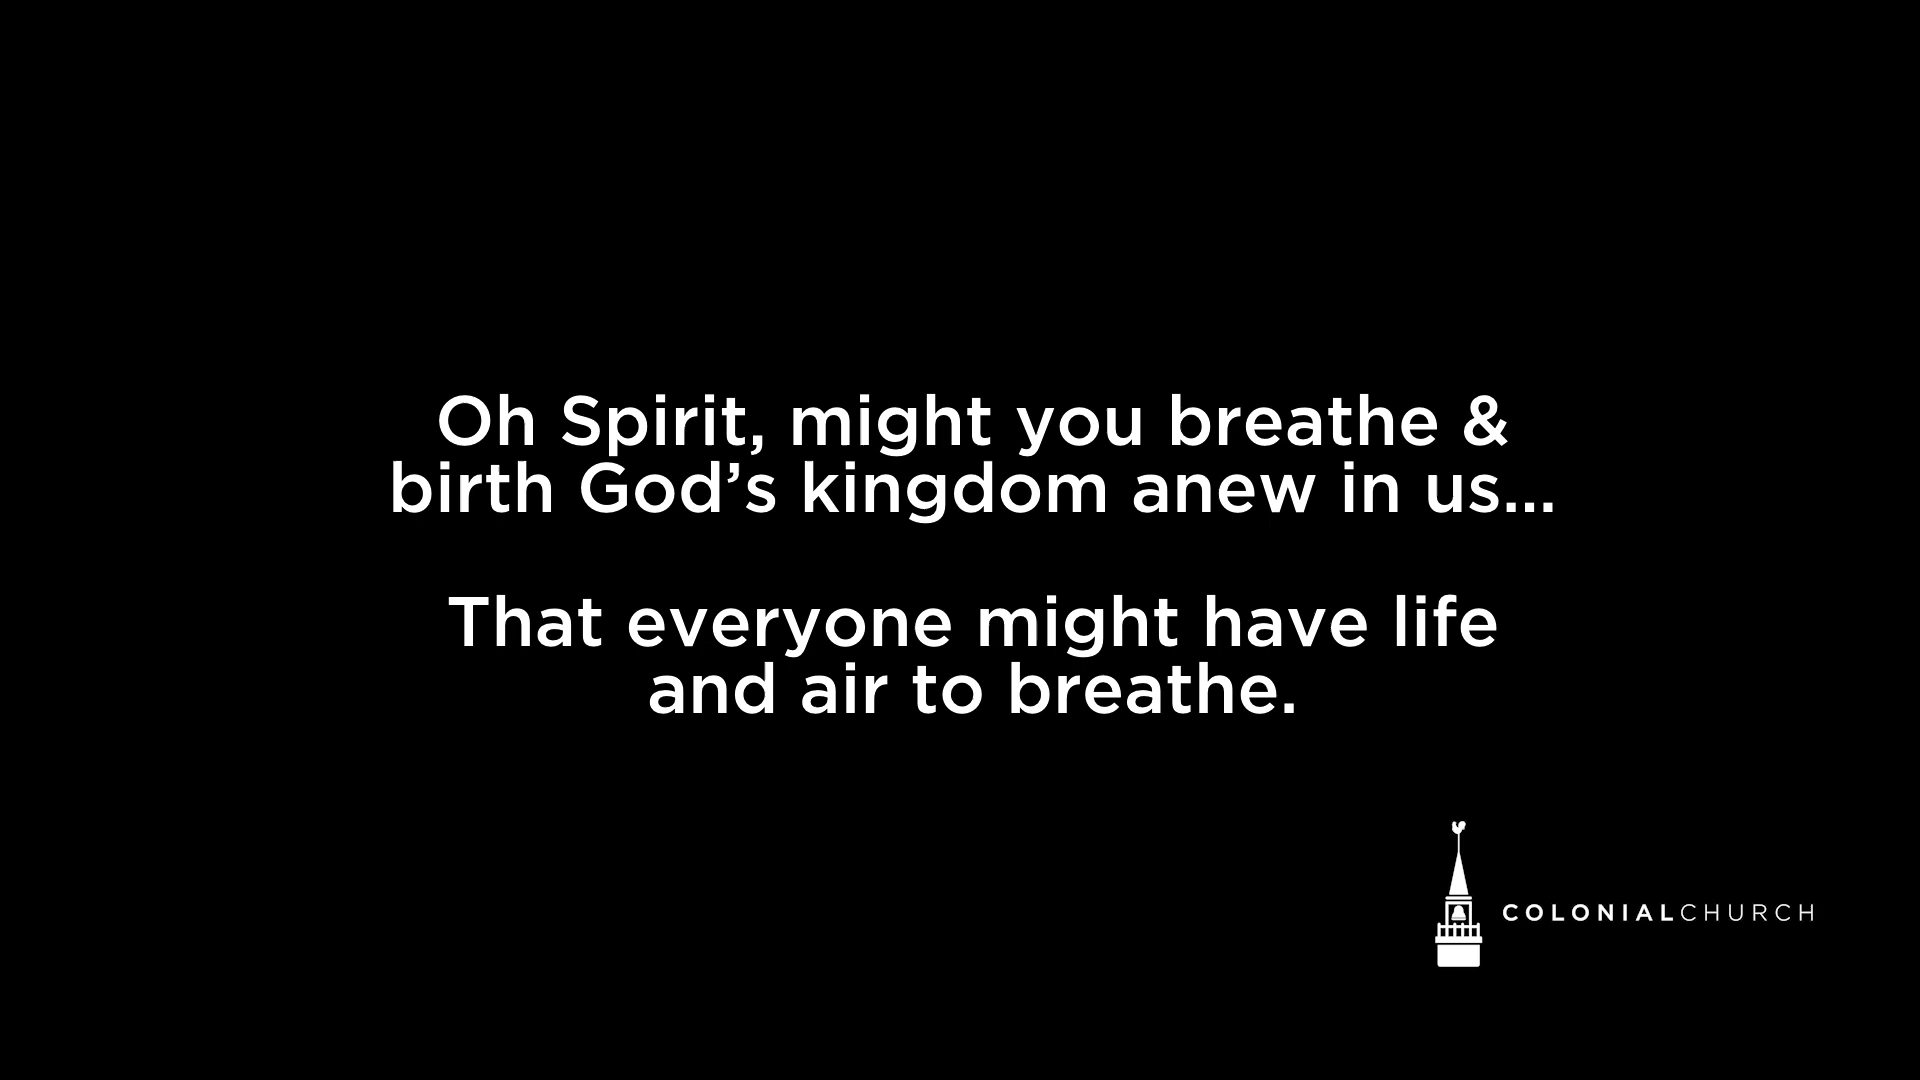 Oh Spirit, might you breathe &
birth God’s kingdom anew in us...
That everyone might have life
and air to breathe.
COLONIALCHURCH